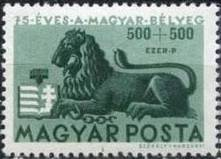 75-ÉVES-A-MAGYAR-BÉLYEG
500+500
EZER-P
MAGYAR POSTA